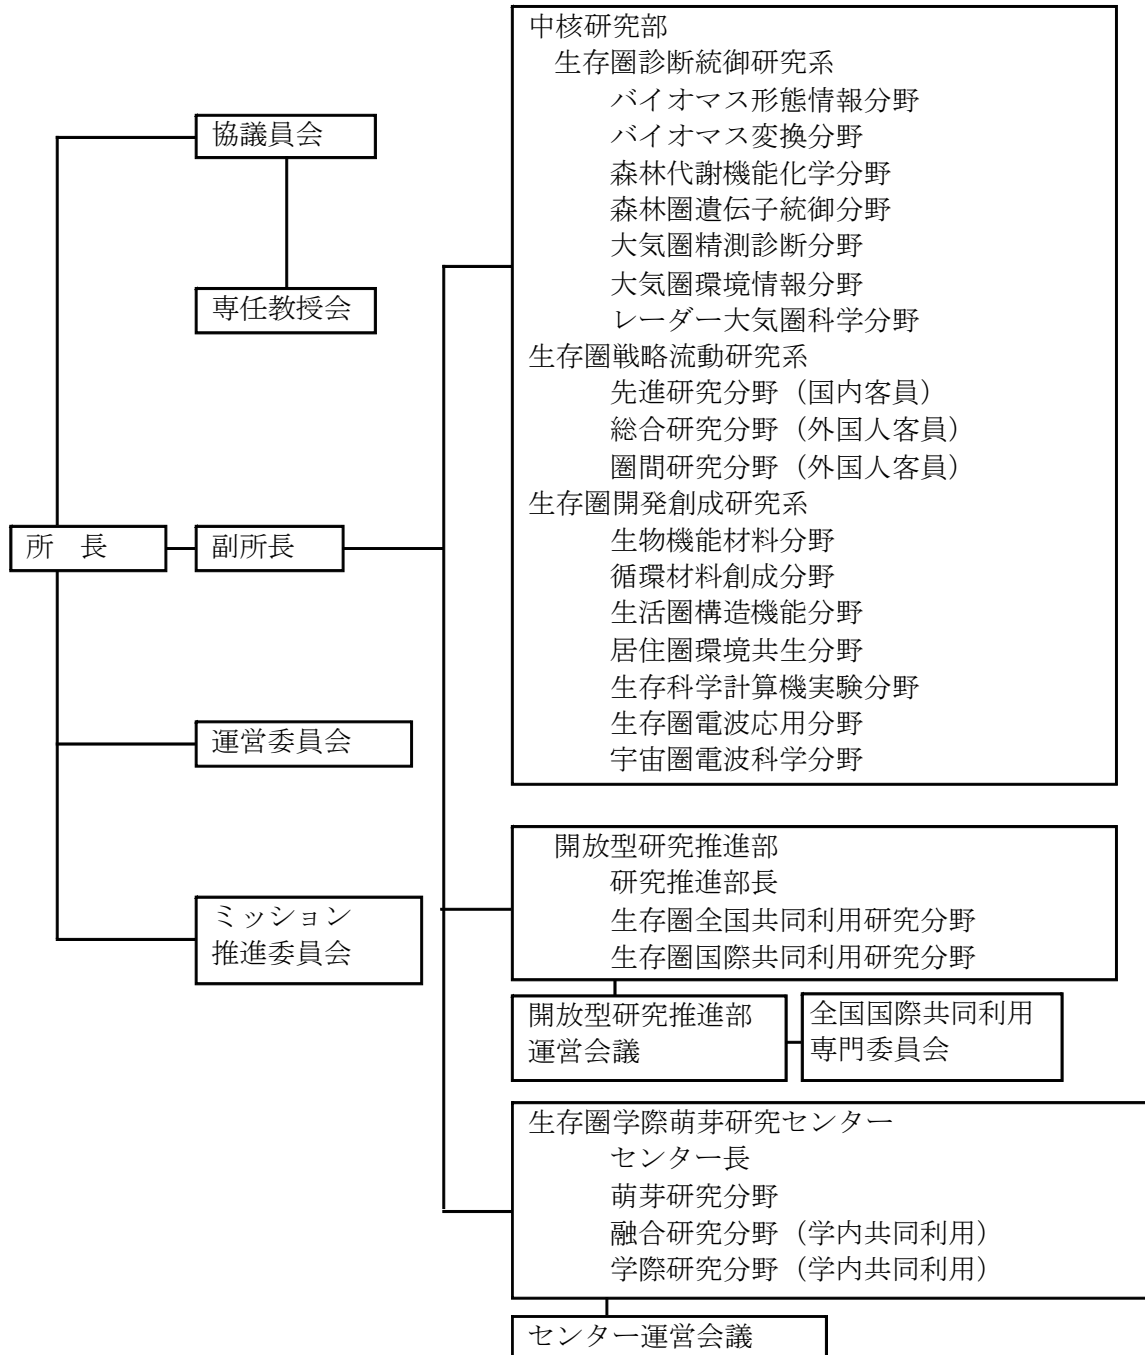 協議員会
専任教授会
所　長
副所長
運営委員会
ミッション
推進委員会
中核研究部
生存圏診断統御研究系
バイオマス形態情報分野
バイオマス変換分野
森林代謝機能化学分野
森林圏遺伝子統御分野
大気圏精測診断分野
大気圏環境情報分野
レーダー大気圏科学分野
生存圏戦略流動研究系
先進研究分野（国内客員）
総合研究分野（外国人客員）
圏間研究分野（外国人客員）
生存圏開発創成研究系
生物機能材料分野
循環材料創成分野
生活圏構造機能分野
居住圏環境共生分野
生存科学計算機実験分野
生存圏電波応用分野
宇宙圏電波科学分野
開放型研究推進部
研究推進部長
生存圏全国共同利用研究分野
生存圏国際共同利用研究分野
開放型研究推進部
運営会議
全国国際共同利用
専門委員会
生存圏学際萌芽研究センター
センター長
萌芽研究分野
融合研究分野（学内共同利用）
学際研究分野（学内共同利用）
センター運営会議